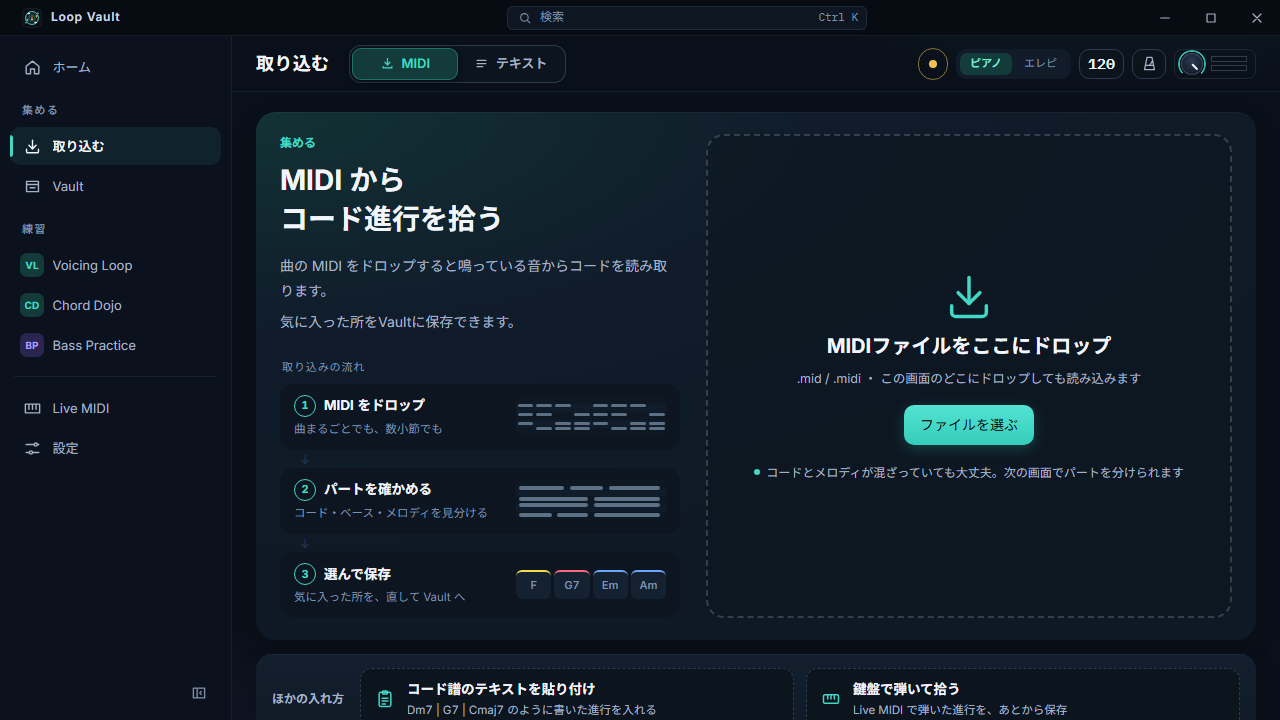 Loop Vault
検索
Ctrl K
ホーム
集める
取り込む
Vault
練習
VL Voicing Loop
CD Chord Dojo
BP Bass Practice
Live MIDI
設定
取り込む
MIDI
テキスト
ピアノ
エレピ
120
集める
MIDI から
コード進行を拾う
曲の MIDI をドロップすると鳴っている音からコードを読み取
ります。
気に入った所をVaultに保存できます。
取り込みの流れ
1 MIDI をドロップ
曲まるごとでも、数小節でも
2 パートを確かめる
コード・ベース・メロディを見分ける
3 選んで保存
気に入った所を、直して Vault へ
F G7 Em Am
MIDIファイルをここにドロップ
.mid / .midi ・ この画面のどこにドロップしても読み込みます
ファイルを選ぶ
コードとメロディが混ざっていても大丈夫。次の画面でパートを分けられます
ほかの入れ方
コード譜のテキストを貼り付け
Dm7 | G7 | Cmaj7 のように書いた進行を入れる
鍵盤で弾いて拾う
Live MIDI で弾いた進行を、あとから保存